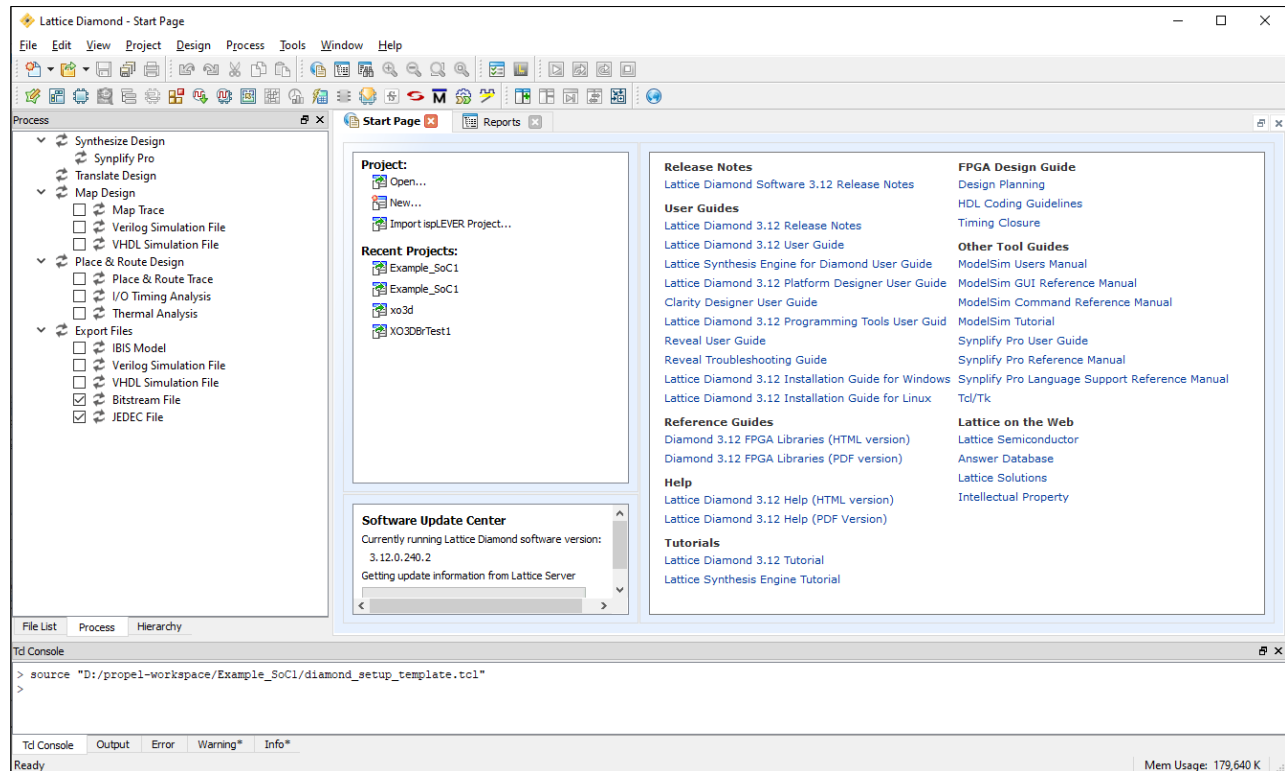 Lattice Diamond - Start Page
File Edit View Project Design Process Tools Window Help
Process
Synthesize Design
Synplify Pro
Translate Design
Map Design
Map Trace
Verilog Simulation File
VHDL Simulation File
Place & Route Design
Place & Route Trace
I/O Timing Analysis
Thermal Analysis
Export Files
IBIS Model
Verilog Simulation File
VHDL Simulation File
Bitstream File
JEDEC File
File List Process Hierarchy
Start Page Reports
Project:
Open...
New...
Import ispLEVER Project...
Recent Projects:
Example_SoC1
Example_SoC1
xo3d
XO3DBrTest1
Software Update Center
Currently running Lattice Diamond software version:
3.12.0.240.2
Getting update information from Lattice Server
Release Notes
Lattice Diamond Software 3.12 Release Notes
User Guides
Lattice Diamond 3.12 Release Notes
Lattice Diamond 3.12 User Guide
Lattice Synthesis Engine for Diamond User Guide
Lattice Diamond 3.12 Platform Designer User Guide
Clarity Designer User Guide
Lattice Diamond 3.12 Programming Tools User Guid
Reveal User Guide
Reveal Troubleshooting Guide
Lattice Diamond 3.12 Installation Guide for Windows
Lattice Diamond 3.12 Installation Guide for Linux
Reference Guides
Diamond 3.12 FPGA Libraries (HTML version)
Diamond 3.12 FPGA Libraries (PDF version)
Help
Lattice Diamond 3.12 Help (HTML version)
Lattice Diamond 3.12 Help (PDF Version)
Tutorials
Lattice Diamond 3.12 Tutorial
Lattice Synthesis Engine Tutorial
FPGA Design Guide
Design Planning
HDL Coding Guidelines
Timing Closure
Other Tool Guides
ModelSim Users Manual
ModelSim GUI Reference Manual
ModelSim Command Reference Manual
ModelSim Tutorial
Synplify Pro User Guide
Synplify Pro Reference Manual
Synplify Pro Language Support Reference Manual
Tcl/Tk
Lattice on the Web
Lattice Semiconductor
Answer Database
Lattice Solutions
Intellectual Property
Tcl Console
> source "D:/propel-workspace/Example_SoC1/diamond_setup_template.tcl"
>
Tcl Console Output Error Warning* Info*
Ready
Mem Usage: 179,640 K